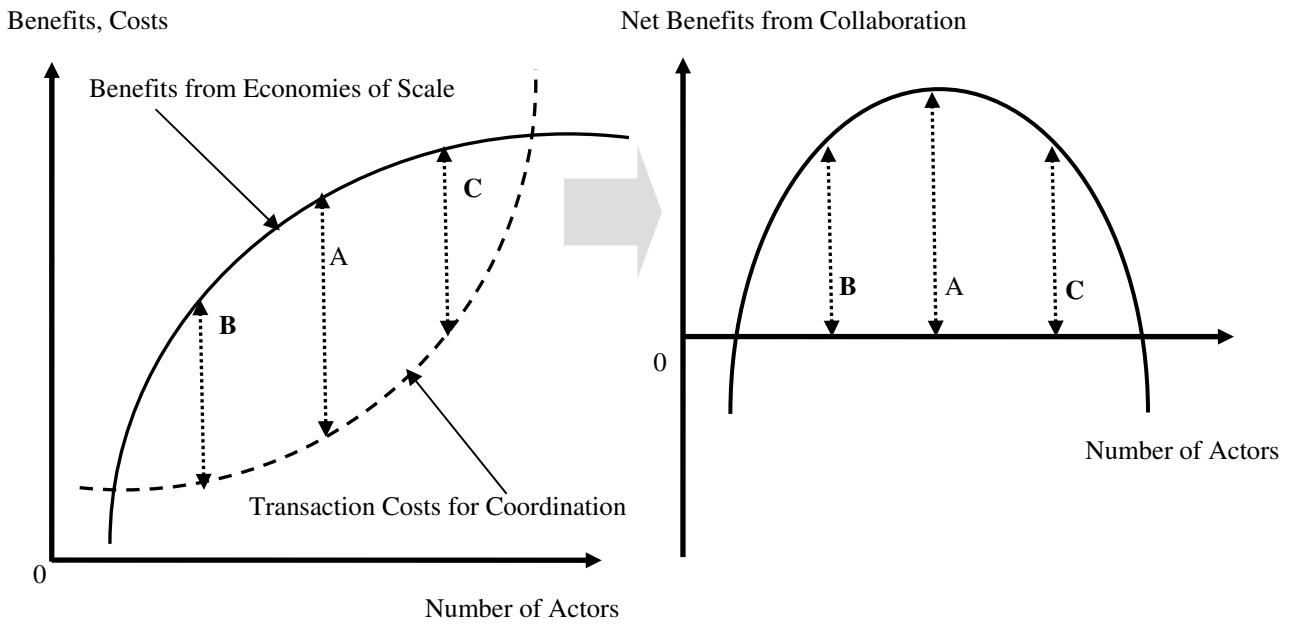 Benefits, Costs
Benefits from Economies of Scale
C
A
B
Transaction Costs for Coordination
0
Number of Actors
Net Benefits from Collaboration
B
A
C
0
Number of Actors